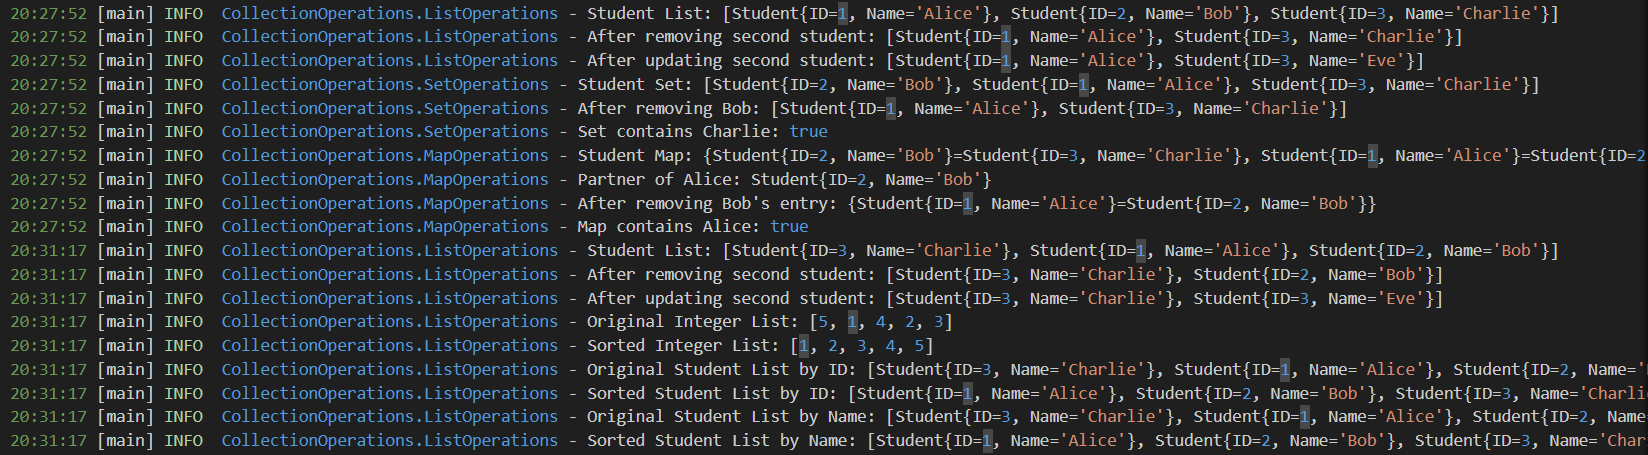 20:27:52 [main] INFO  CollectionOperations.ListOperations - Student List: [Student{ID=1, Name='Alice'}, Student{ID=2, Name='Bob'}, Student{ID=3, Name='Charlie'}]
20:27:52 [main] INFO  CollectionOperations.ListOperations - After removing second student: [Student{ID=1, Name='Alice'}, Student{ID=3, Name='Charlie'}]
20:27:52 [main] INFO  CollectionOperations.ListOperations - After updating second student: [Student{ID=1, Name='Alice'}, Student{ID=3, Name='Eve'}]
20:27:52 [main] INFO  CollectionOperations.SetOperations - Student Set: [Student{ID=2, Name='Bob'}, Student{ID=1, Name='Alice'}, Student{ID=3, Name='Charlie'}]
20:27:52 [main] INFO  CollectionOperations.SetOperations - After removing Bob: [Student{ID=1, Name='Alice'}, Student{ID=3, Name='Charlie'}]
20:27:52 [main] INFO  CollectionOperations.SetOperations - Set contains Charlie: true
20:27:52 [main] INFO  CollectionOperations.MapOperations - Student Map: {Student{ID=2, Name='Bob'}=Student{ID=3, Name='Charlie'}, Student{ID=1, Name='Alice'}=Student{ID=2
20:27:52 [main] INFO  CollectionOperations.MapOperations - Partner of Alice: Student{ID=2, Name='Bob'}
20:27:52 [main] INFO  CollectionOperations.MapOperations - After removing Bob's entry: {Student{ID=1, Name='Alice'}=Student{ID=2, Name='Bob'}}
20:27:52 [main] INFO  CollectionOperations.MapOperations - Map contains Alice: true
20:31:17 [main] INFO  CollectionOperations.ListOperations - Student List: [Student{ID=3, Name='Charlie'}, Student{ID=1, Name='Alice'}, Student{ID=2, Name='Bob'}]
20:31:17 [main] INFO  CollectionOperations.ListOperations - After removing second student: [Student{ID=3, Name='Charlie'}, Student{ID=2, Name='Bob'}]
20:31:17 [main] INFO  CollectionOperations.ListOperations - After updating second student: [Student{ID=3, Name='Charlie'}, Student{ID=3, Name='Eve'}]
20:31:17 [main] INFO  CollectionOperations.ListOperations - Original Integer List: [5, 1, 4, 2, 3]
20:31:17 [main] INFO  CollectionOperations.ListOperations - Sorted Integer List: [1, 2, 3, 4, 5]
20:31:17 [main] INFO  CollectionOperations.ListOperations - Original Student List by ID: [Student{ID=3, Name='Charlie'}, Student{ID=1, Name='Alice'}, Student{ID=2, Name='
20:31:17 [main] INFO  CollectionOperations.ListOperations - Sorted Student List by ID: [Student{ID=1, Name='Alice'}, Student{ID=2, Name='Bob'}, Student{ID=3, Name='Charli
20:31:17 [main] INFO  CollectionOperations.ListOperations - Original Student List by Name: [Student{ID=3, Name='Charlie'}, Student{ID=1, Name='Alice'}, Student{ID=2, Name
20:31:17 [main] INFO  CollectionOperations.ListOperations - Sorted Student List by Name: [Student{ID=1, Name='Alice'}, Student{ID=2, Name='Bob'}, Student{ID=3, Name='Char